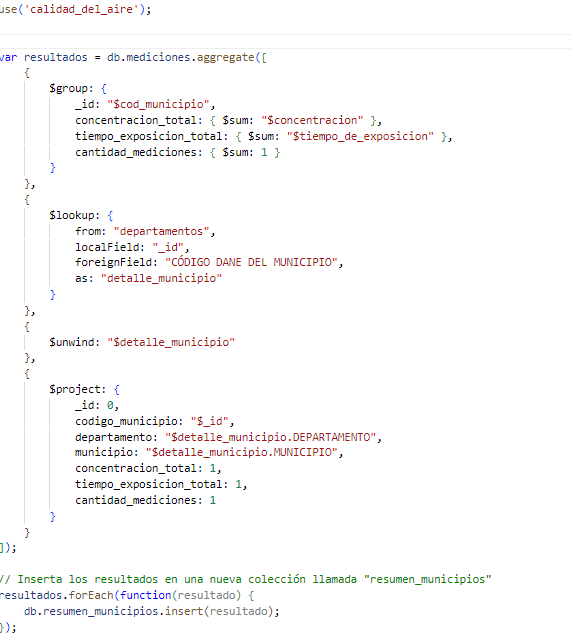 use('calidad_del_aire');
var resultados = db.mediciones.aggregate([
{
$group: {
_id: "$cod_municipio",
concentracion_total: { $sum: "$concentracion" },
tiempo_exposicion_total: { $sum: "$tiempo_de_exposicion" },
cantidad_mediciones: { $sum: 1 }
}
},
{
$lookup: {
from: "departamentos",
localField: "_id",
foreignField: "CÓDIGO DANE DEL MUNICIPIO",
as: "detalle_municipio"
}
},
{
$unwind: "$detalle_municipio"
},
{
$project: {
_id: 0,
codigo_municipio: "$_id",
departamento: "$detalle_municipio.DEPARTAMENTO",
municipio: "$detalle_municipio.MUNICIPIO",
concentracion_total: 1,
tiempo_exposicion_total: 1,
cantidad_mediciones: 1
}
}
]);
// Inserta los resultados en una nueva colección llamada "resumen_municipios"
resultados.forEach(function(resultado) {
db.resumen_municipios.insert(resultado);
});